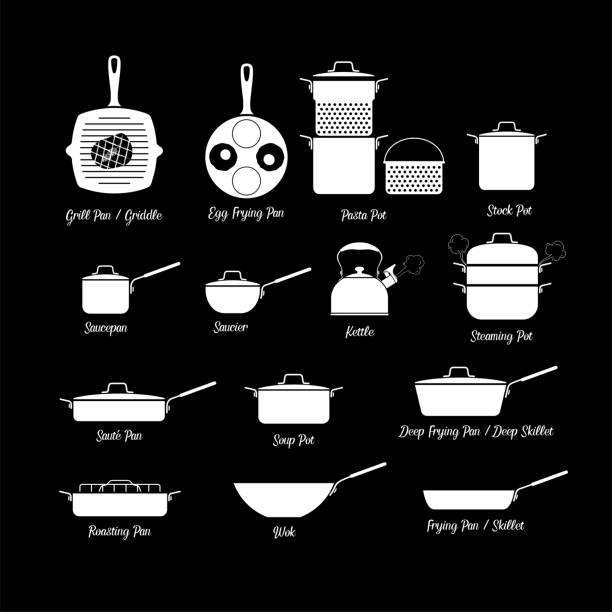 Grill Pan / Griddle
Egg Frying Pan
Pasta Pot
Stock Pot
Saucepan
Saucier
Kettle
Steaming Pot
Sauté Pan
Soup Pot
Deep Frying Pan / Deep Skillet
Roasting Pan
Wok
Frying Pan / Skillet